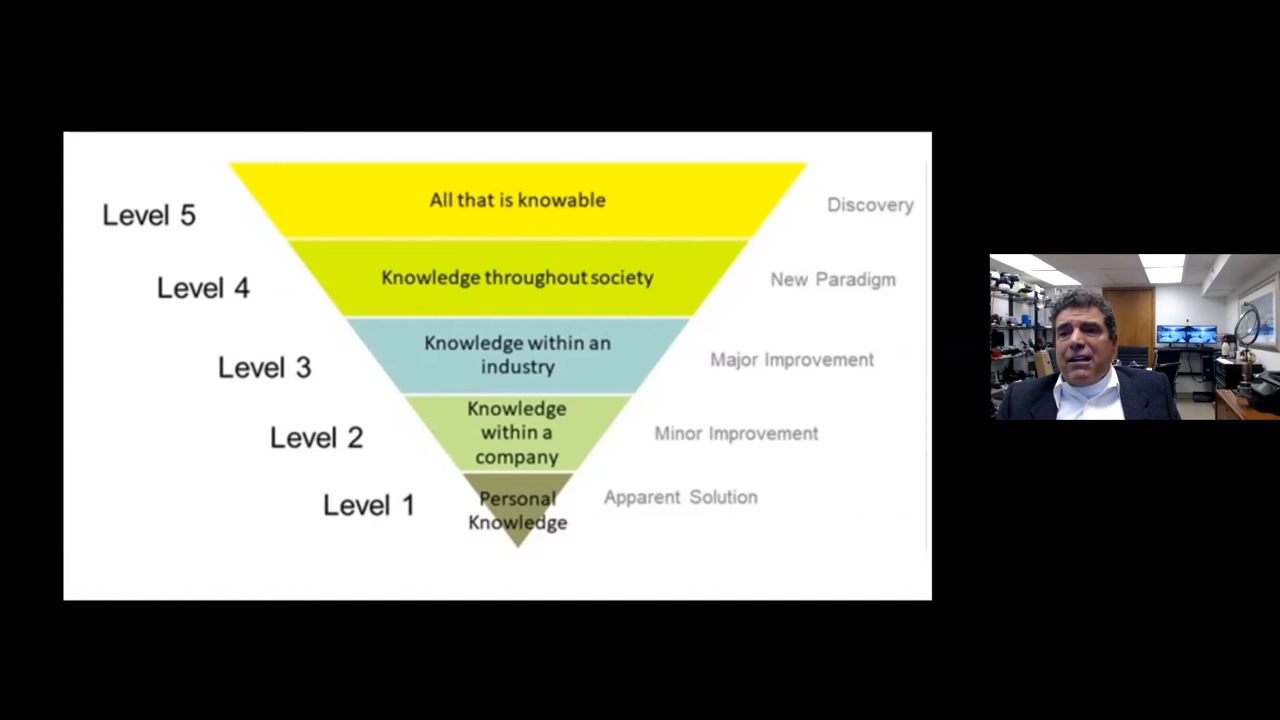 Level 5
All that is knowable
Discovery
Level 4
Knowledge throughout society
New Paradigm
Level 3
Knowledge within an
industry
Major Improvement
Level 2
Knowledge
within a
company
Minor Improvement
Level 1
Personal
Knowledge
Apparent Solution